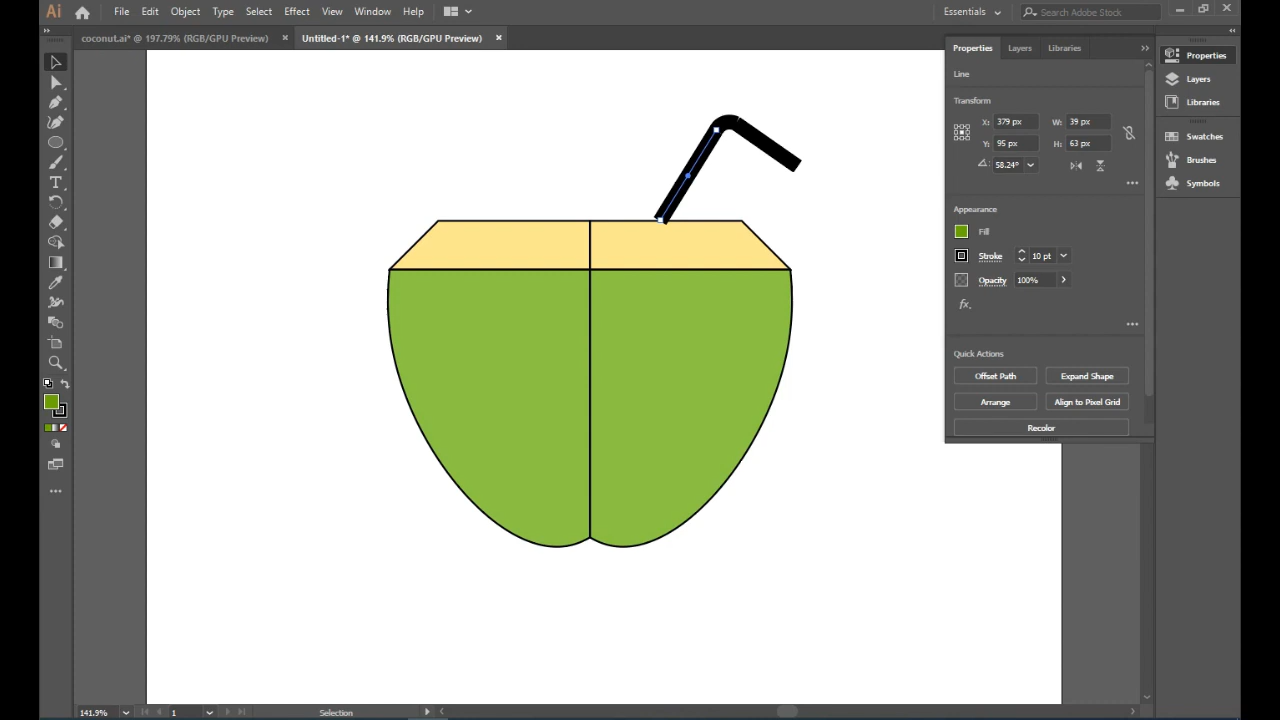 Ai File Edit Object Type Select Effect View Window Help Essentials Search Adobe Stock
coconut.ai* @ 197.79% (RGB/GPU Preview) × Untitled-1* @ 141.9% (RGB/GPU Preview) ×
Properties Layers Libraries
Line
Transform
X: 379 px W: 39 px
Y: 95 px H: 63 px
58.24°
Appearance
Fill
Stroke 10 pt
Opacity 100%
fx.
Quick Actions
Offset Path Expand Shape
Arrange Align to Pixel Grid
Recolor
Properties
Layers
Libraries
Swatches
Brushes
Symbols
141.9% 1 Selection